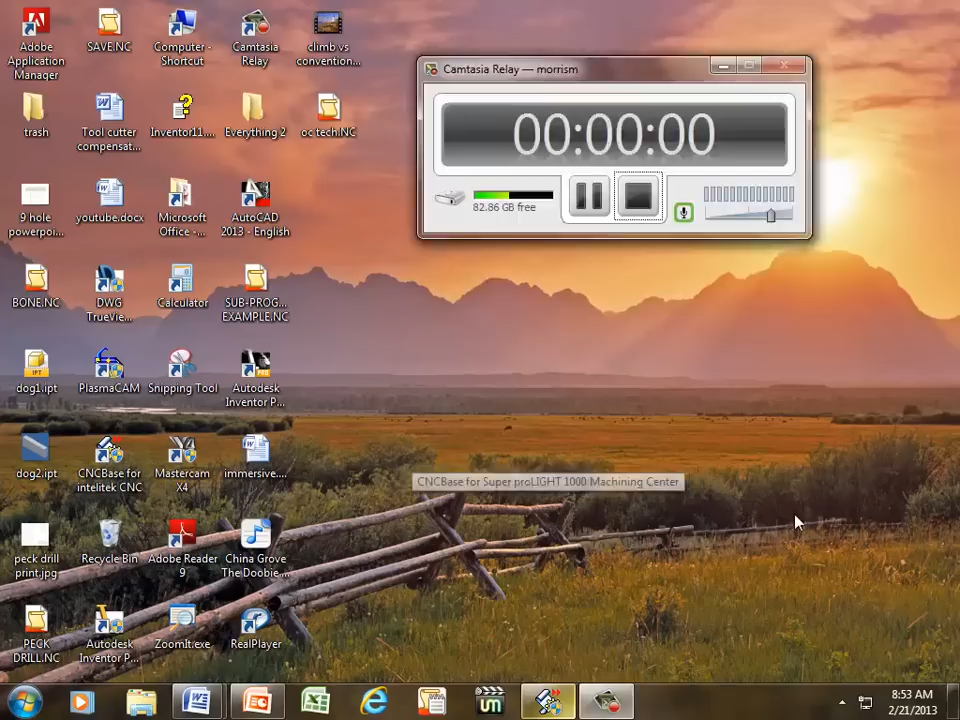 Adobe
Application
Manager
SAVE.NC
Computer -
Shortcut
Camtasia
Relay
climb vs
convention...
Camtasia Relay — morrism
00:00:00
82.86 GB free
trash
Tool cutter
compensat...
Inventor11....
Everything 2
oc tech.NC
9 hole
powerpoi...
youtube.docx
Microsoft
Office -...
AutoCAD
2013 - English
BONE.NC
DWG
TrueVie...
Calculator
SUB-PROG...
EXAMPLE.NC
dog1.ipt
PlasmaCAM
Snipping Tool
Autodesk
Inventor P...
dog2.ipt
CNCBase for
intelitek CNC
Mastercam
X4
immersive....
CNCBase for Super proLIGHT 1000 Machining Center
peck drill
print.jpg
Recycle Bin
Adobe Reader
9
China Grove
The Doobie ...
PECK
DRILL.NC
Autodesk
Inventor P...
ZoomIt.exe
RealPlayer
8:53 AM
2/21/2013